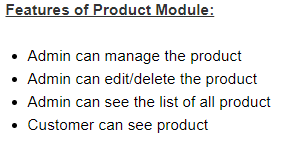 Features of Product Module:
• Admin can manage the product
• Admin can edit/delete the product
• Admin can see the list of all product
• Customer can see product